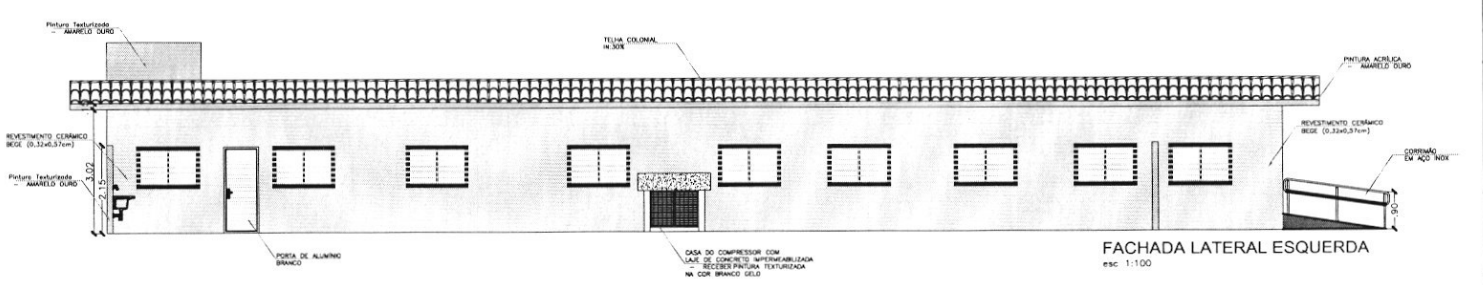 Pintura Texturizada
- AMARELO OURO
TELHA COLONIAL
IN:30%
PINTURA ACRÍLICA
- AMARELO OURO
REVESTIMENTO CERÂMICO
BEGE (0,32x0,57cm)
Pintura Texturizada
- AMARELO OURO
3,02
2,15
REVESTIMENTO CERÂMICO
BEGE (0,32x0,57cm)
CORRIMÃO
EM AÇO INOX
,90
PORTA DE ALUMÍNIO
BRANCO
CASA DO COMPRESSOR COM
LAJE DE CONCRETO IMPERMEABILIZADA
- RECEBER PINTURA TEXTURIZADA
NA COR BRANCO GELO
FACHADA LATERAL ESQUERDA
esc 1:100